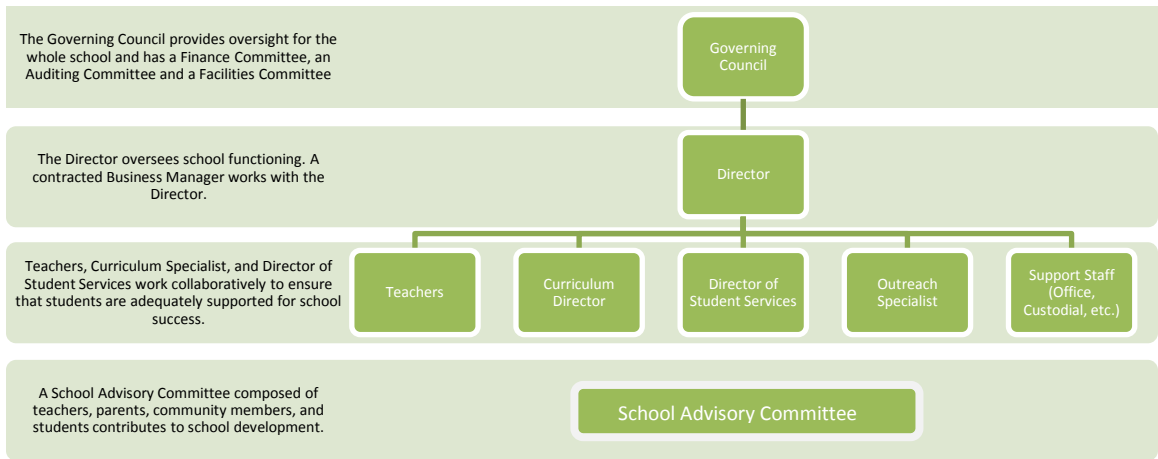 The Governing Council provides oversight for the
whole school and has a Finance Committee, an
Auditing Committee and a Facilities Committee
Governing
Council
The Director oversees school functioning. A
contracted Business Manager works with the
Director.
Director
Teachers, Curriculum Specialist, and Director of
Student Services work collaboratively to ensure
that students are adequately supported for school
success.
Teachers
Curriculum
Director
Director of
Student Services
Outreach
Specialist
Support Staff
(Office,
Custodial, etc.)
A School Advisory Committee composed of
teachers, parents, community members, and
students contributes to school development.
School Advisory Committee